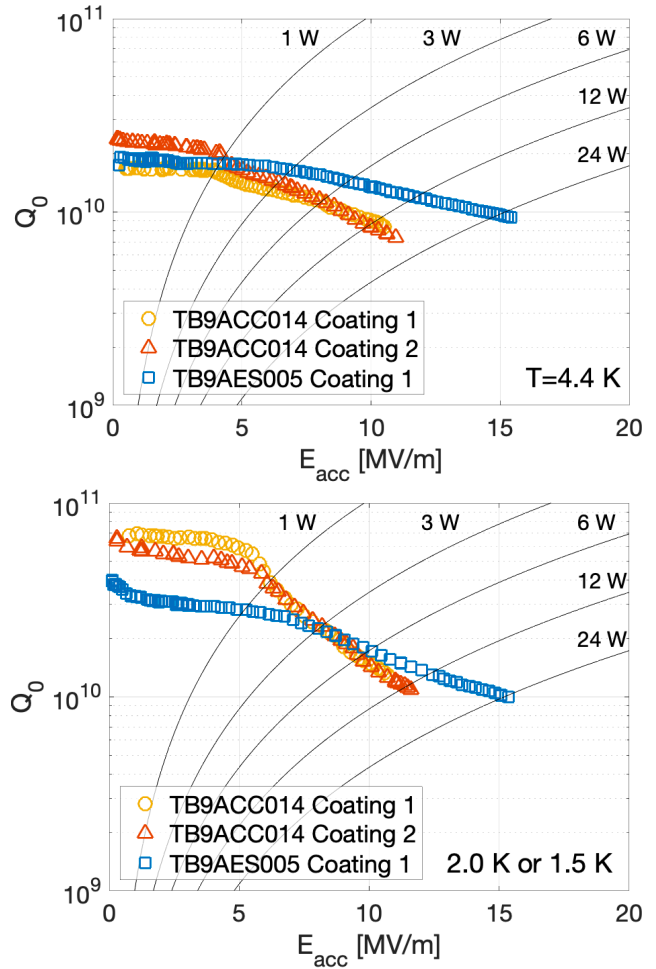 10^11
1 W
3 W
6 W
12 W
24 W
Q_0
10^10
TB9ACC014 Coating 1
TB9ACC014 Coating 2
TB9AES005 Coating 1
T=4.4 K
10^9
0 5 10 15 20
E_acc [MV/m]
10^11
1 W
3 W
6 W
12 W
24 W
Q_0
10^10
TB9ACC014 Coating 1
TB9ACC014 Coating 2
TB9AES005 Coating 1
2.0 K or 1.5 K
10^9
0 5 10 15 20
E_acc [MV/m]